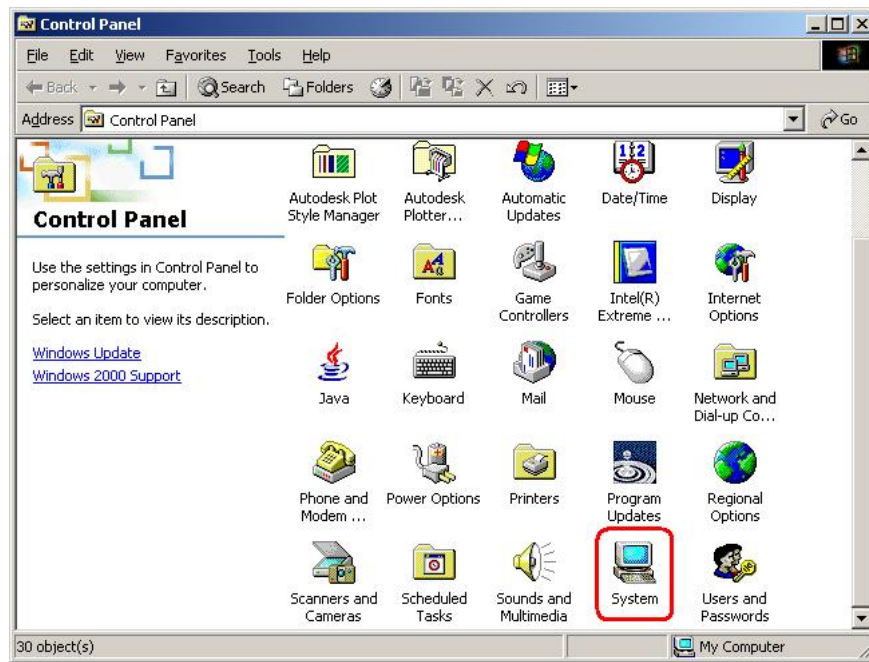 Control Panel
File Edit View Favorites Tools Help
Back Search Folders
Address Control Panel Go
Control Panel
Use the settings in Control Panel to
personalize your computer.
Select an item to view its description.
Windows Update
Windows 2000 Support
Autodesk Plot
Style Manager
Autodesk
Plotter...
Automatic
Updates
Date/Time
Display
Folder Options
Fonts
Game
Controllers
Intel(R)
Extreme ...
Internet
Options
Java
Keyboard
Mail
Mouse
Network and
Dial-up Co...
Phone and
Modem ...
Power Options
Printers
Program
Updates
Regional
Options
Scanners and
Cameras
Scheduled
Tasks
Sounds and
Multimedia
System
Users and
Passwords
30 object(s)
My Computer